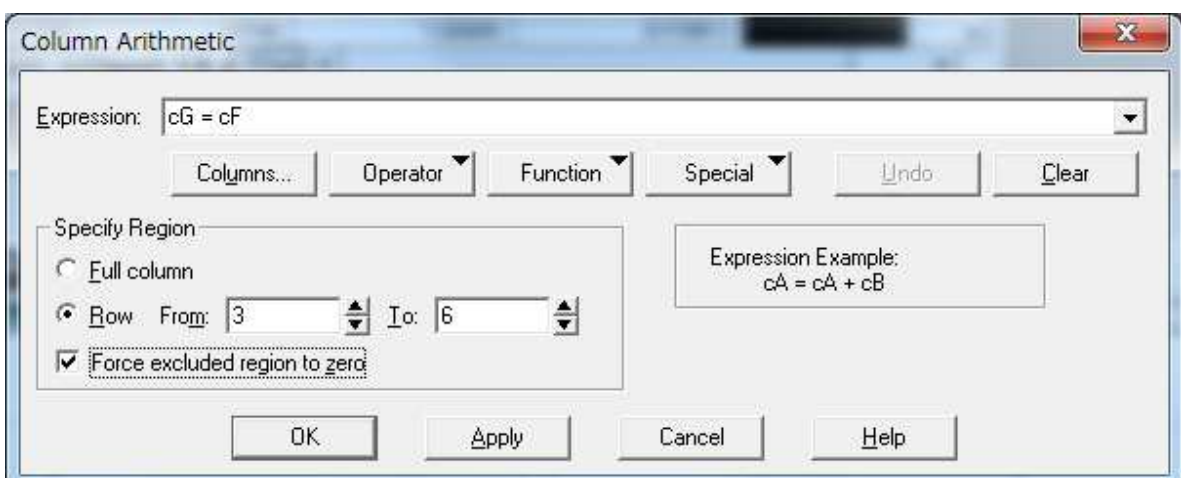 Column Arithmetic
Expression: cG = cF
Columns... Operator Function Special Undo Clear
Specify Region
Full column
Row From: 3 To: 6
Force excluded region to zero
Expression Example:
cA = cA + cB
OK Apply Cancel Help